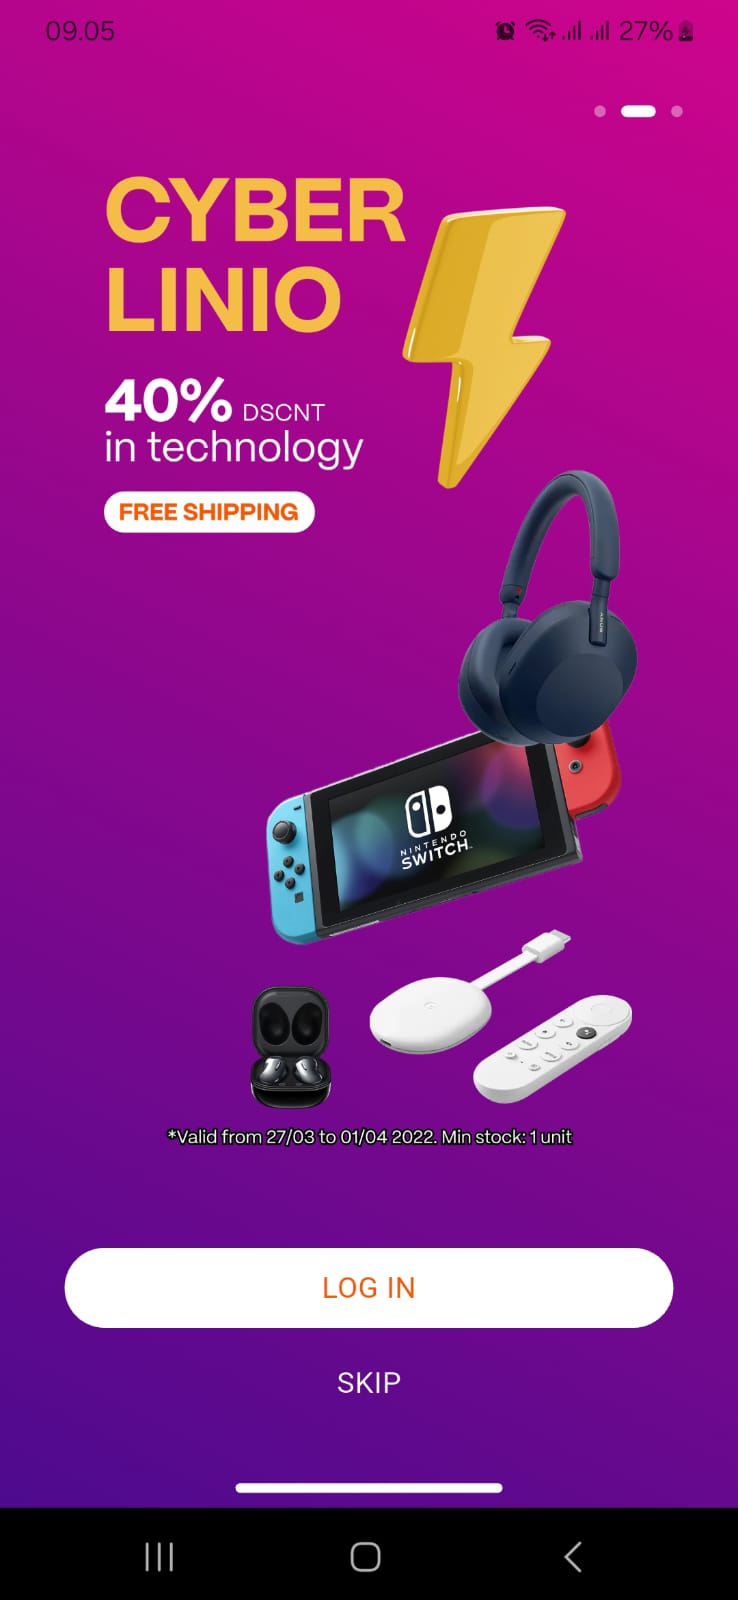 09.05
27%
CYBER
LINIO
40% DSCNT
in technology
FREE SHIPPING
SONY
NINTENDO
SWITCH
*Valid from 27/03 to 01/04 2022. Min stock: 1 unit
LOG IN
SKIP